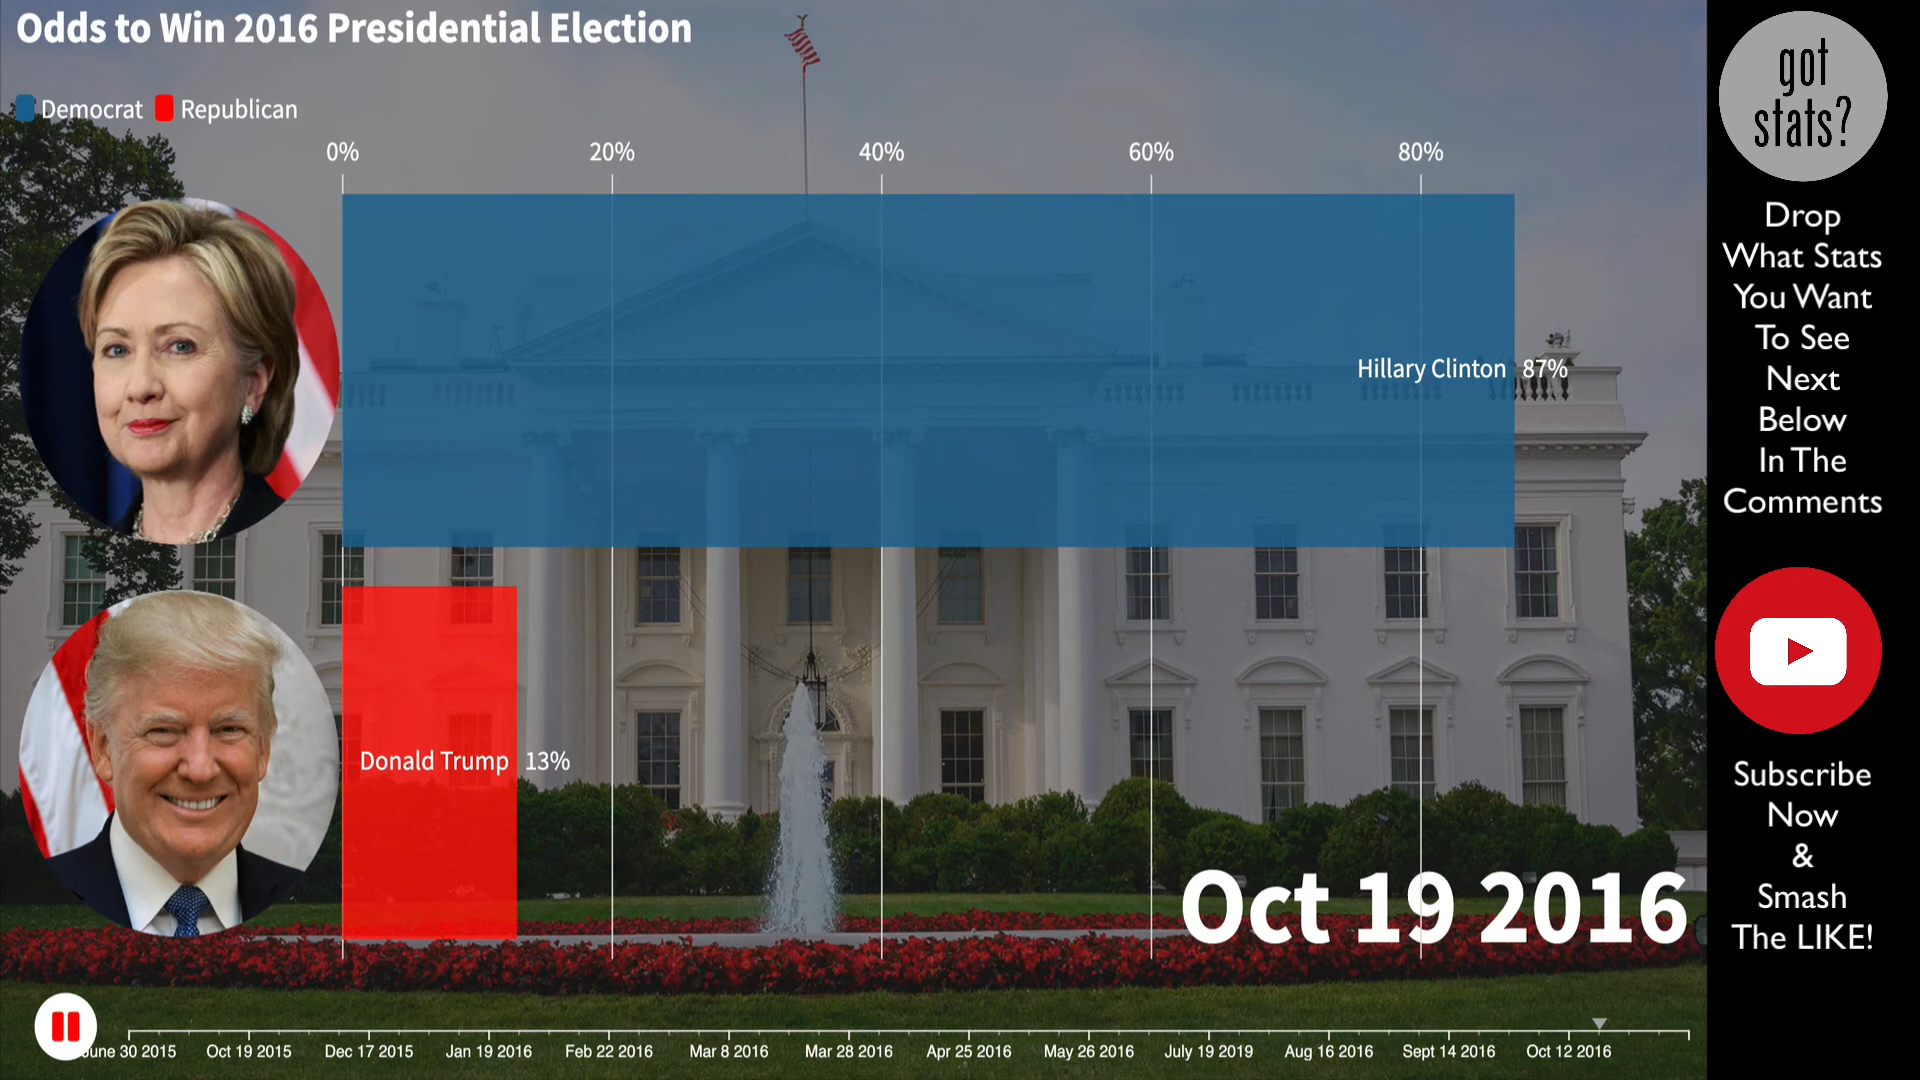 Odds to Win 2016 Presidential Election
Democrat Republican
0% 20% 40% 60% 80%
Hillary Clinton 87%
Donald Trump 13%
Oct 19 2016
June 30 2015 Oct 19 2015 Dec 17 2015 Jan 19 2016 Feb 22 2016 Mar 8 2016 Mar 28 2016 Apr 25 2016 May 26 2016 July 19 2019 Aug 16 2016 Sept 14 2016 Oct 12 2016
got
stats?
Drop
What Stats
You Want
To See
Next
Below
In The
Comments
Subscribe
Now
&
Smash
The LIKE!